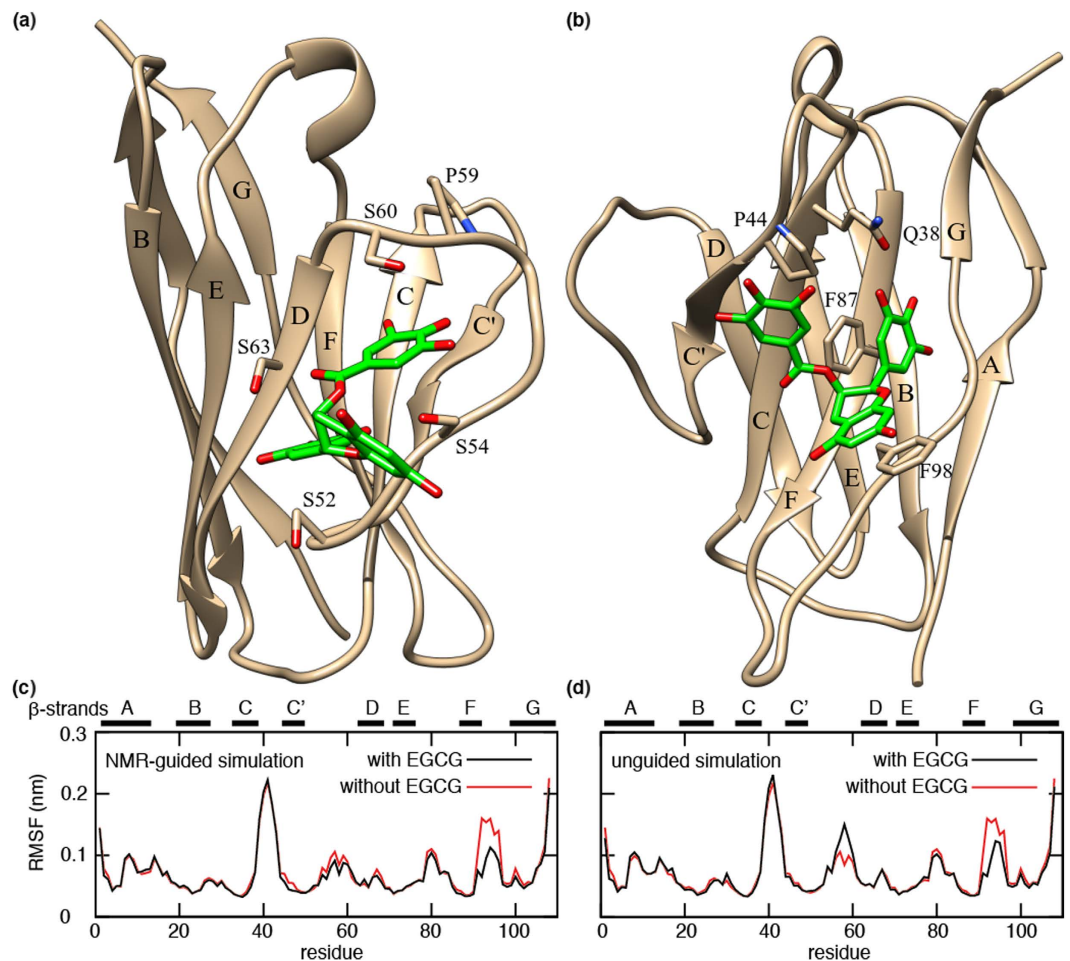 (a)
(b)
P59
G
S60
B
E
D
F
C
C'
S63
S54
S52
P44
Q38
G
D
F87
C'
B
A
C
E
F98
F
(c)
(d)
β-strands A B C C' D E F G
A B C C' D E F G
0.3
NMR-guided simulation
with EGCG
without EGCG
0.2
RMSF (nm)
0.1
0
0 20 40 60 80 100
residue
unguided simulation
with EGCG
without EGCG
0 20 40 60 80 100
residue